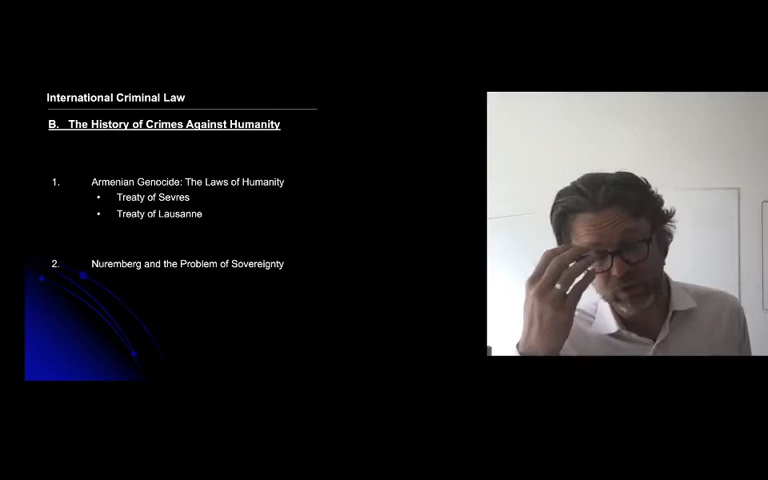 International Criminal Law
B. The History of Crimes Against Humanity
1. Armenian Genocide: The Laws of Humanity
• Treaty of Sevres
• Treaty of Lausanne
2. Nuremberg and the Problem of Sovereignty